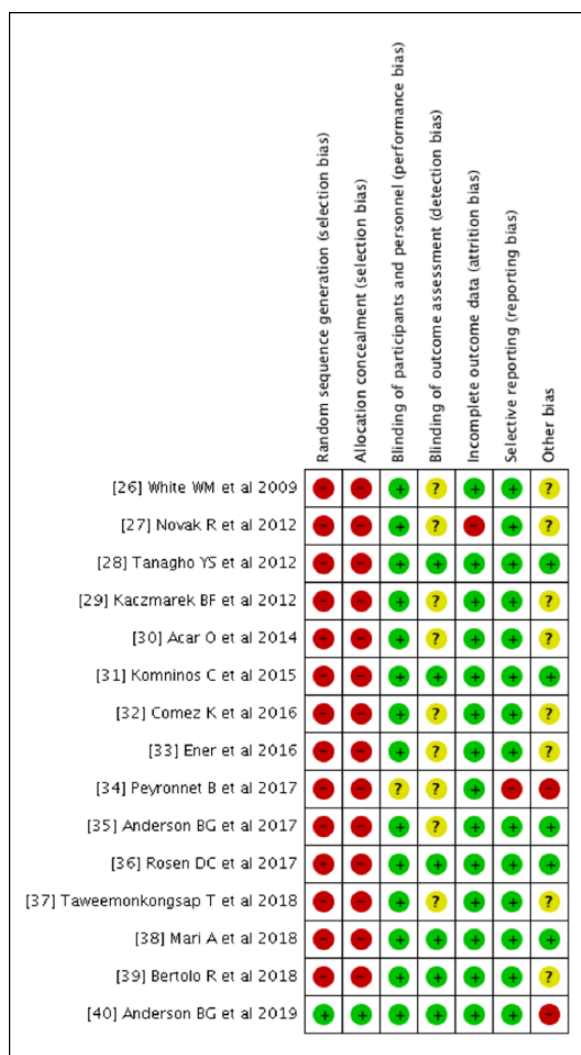 Random sequence generation (selection bias)
Allocation concealment (selection bias)
Blinding of participants and personnel (performance bias)
Blinding of outcome assessment (detection bias)
Incomplete outcome data (attrition bias)
Selective reporting (reporting bias)
Other bias
[26] White WM et al 2009 - - + ? + + ?
[27] Novak R et al 2012 - - + ? - + ?
[28] Tanagho YS et al 2012 - - + + + + +
[29] Kaczmarek BF et al 2012 - - + ? + + ?
[30] Acar O et al 2014 - - + ? + + ?
[31] Komninos C et al 2015 - - + + + + +
[32] Comez K et al 2016 - - + ? + + ?
[33] Ener et al 2016 - - + ? + + ?
[34] Peyronnet B et al 2017 - - ? ? + - -
[35] Anderson BG et al 2017 - - + ? + + +
[36] Rosen DC et al 2017 - - + + + + +
[37] Taweemonkongsap T et al 2018 - - + ? + + ?
[38] Mari A et al 2018 - - + + + + +
[39] Bertolo R et al 2018 - - + + + + ?
[40] Anderson BG et al 2019 + + + + + + -